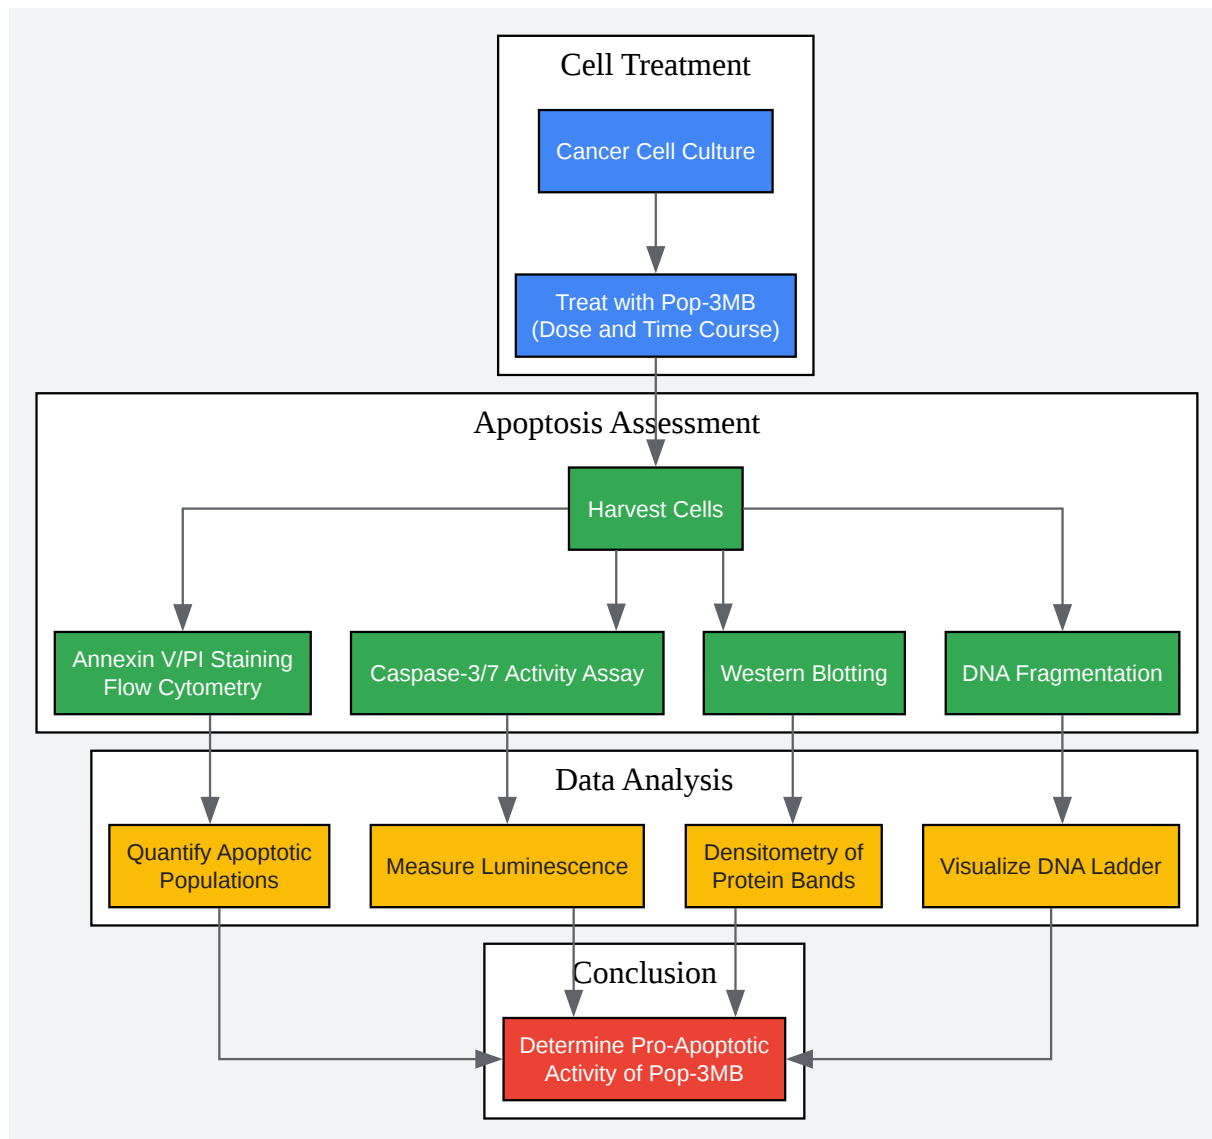 Cell Treatment
Cancer Cell Culture
Treat with Pop-3MB
(Dose and Time Course)
Apoptosis Assessment
Harvest Cells
Annexin V/PI Staining
Flow Cytometry
Caspase-3/7 Activity Assay
Western Blotting
DNA Fragmentation
Data Analysis
Quantify Apoptotic
Populations
Measure Luminescence
Densitometry of
Protein Bands
Visualize DNA Ladder
Conclusion
Determine Pro-Apoptotic
Activity of Pop-3MB